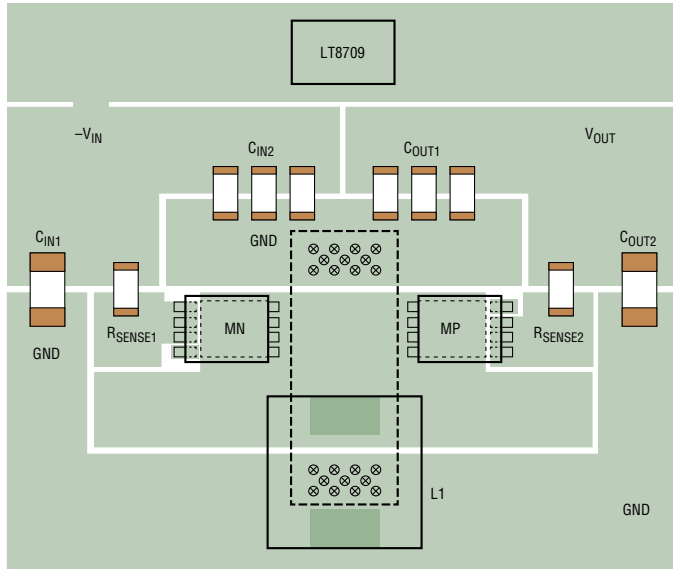 LT8709
–VIN
VOUT
CIN2
COUT1
GND
CIN1
COUT2
RSENSE1
MN
MP
RSENSE2
GND
L1
GND